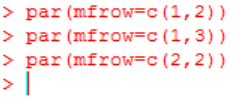 > par(mfrow=c(1,2))
> par(mfrow=c(1,3))
> par(mfrow=c(2,2))
>